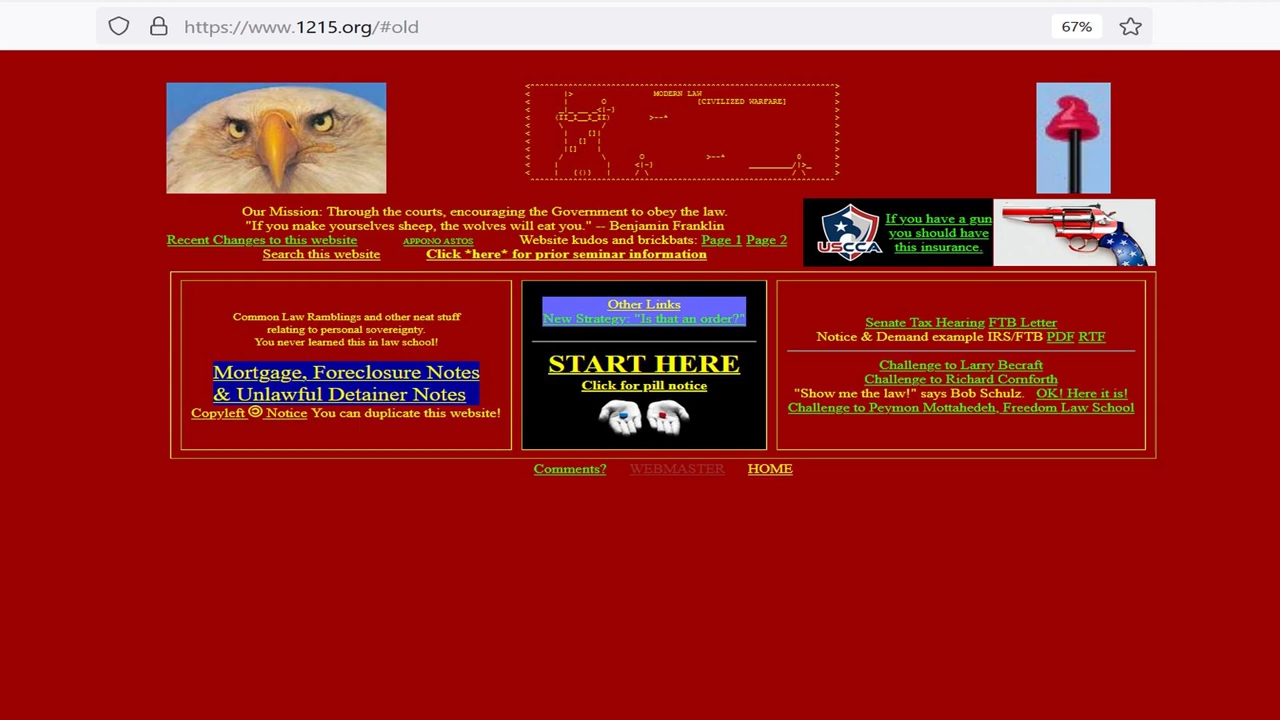 https://www.1215.org/#old
67%
MODERN LAW
[CIVILIZED WARFARE]
Our Mission: Through the courts, encouraging the Government to obey the law.
"If you make yourselves sheep, the wolves will eat you." -- Benjamin Franklin
Recent Changes to this website APPONO ASTOS Website kudos and brickbats: Page 1 Page 2
Search this website Click *here* for prior seminar information
USCCA
If you have a gun
you should have
this insurance.
Common Law Ramblings and other neat stuff
relating to personal sovereignty.
You never learned this in law school!
Mortgage, Foreclosure Notes
& Unlawful Detainer Notes
Copyleft Notice You can duplicate this website!
Other Links
New Strategy: "Is that an order?"
START HERE
Click for pill notice
Senate Tax Hearing FTB Letter
Notice & Demand example IRS/FTB PDF RTF
Challenge to Larry Becraft
Challenge to Richard Cornforth
"Show me the law!" says Bob Schulz. OK! Here it is!
Challenge to Peymon Mottahedeh, Freedom Law School
Comments? WEBMASTER HOME